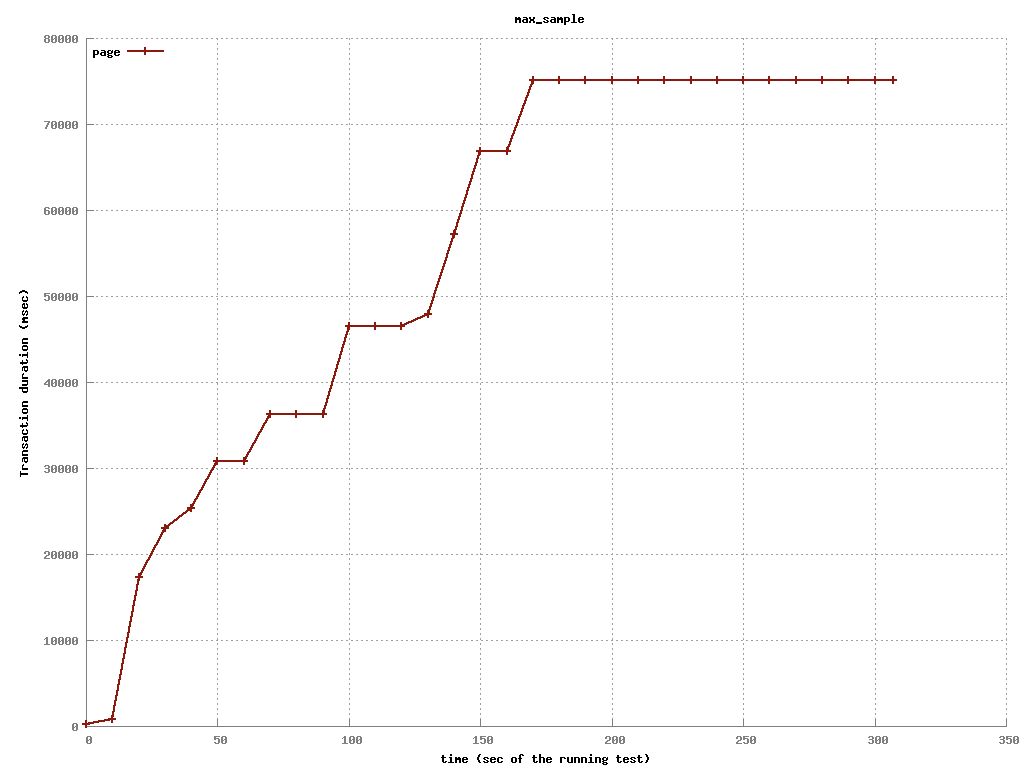 max_sample
80000
page
70000
60000
50000
40000
30000
20000
10000
0
Transaction duration (msec)
0 50 100 150 200 250 300 350
time (sec of the running test)